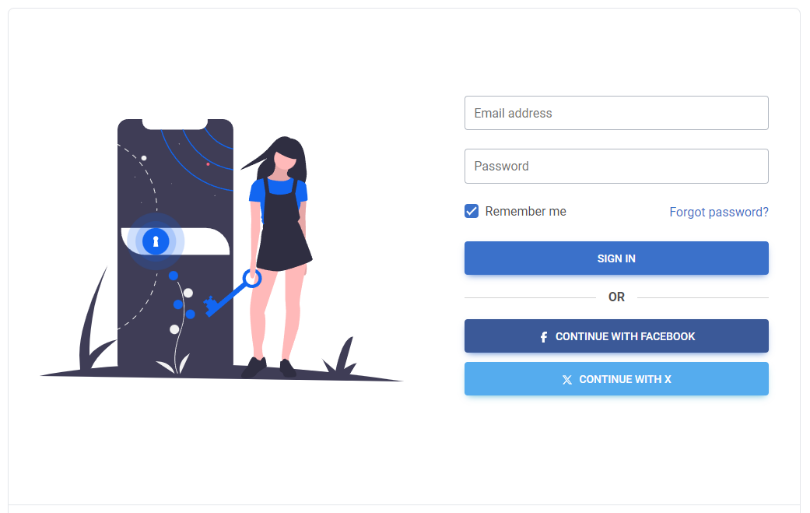 Email address
Password
Remember me
Forgot password?
SIGN IN
OR
CONTINUE WITH FACEBOOK
CONTINUE WITH X